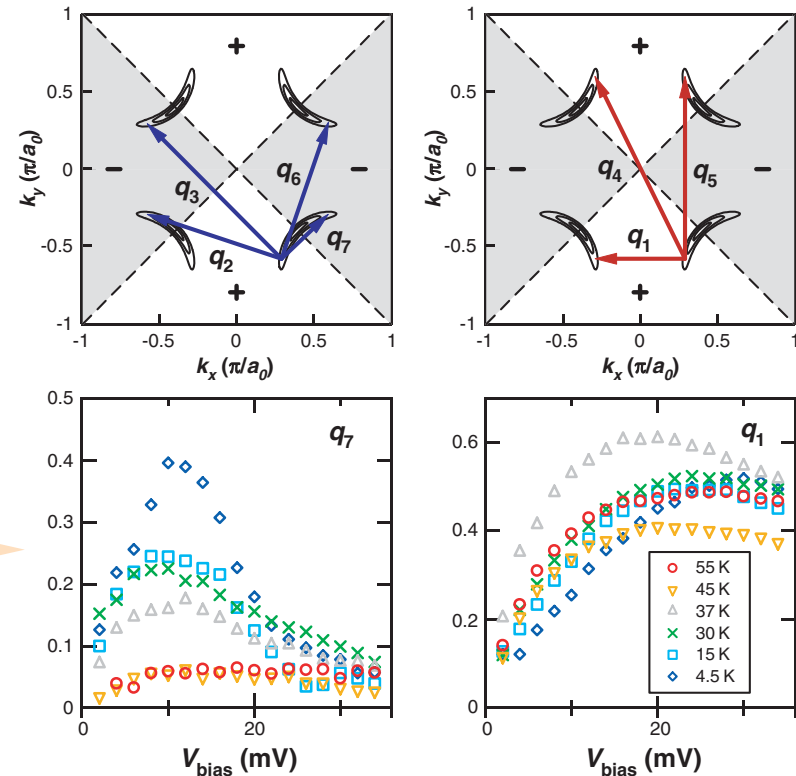 1
0.5
0
-0.5
-1
k_y (π/a_0)
+
−
−
+
q_3
q_6
q_2
q_7
-1
-0.5
0
0.5
1
k_x (π/a_0)
1
0.5
0
-0.5
-1
k_y (π/a_0)
+
−
−
+
q_4
q_5
q_1
-1
-0.5
0
0.5
1
k_x (π/a_0)
0.5
0.4
0.3
0.2
0.1
0
q_7
0
20
V_bias (mV)
0.6
0.4
0.2
0
q_1
55 K
45 K
37 K
30 K
15 K
4.5 K
0
20
V_bias (mV)